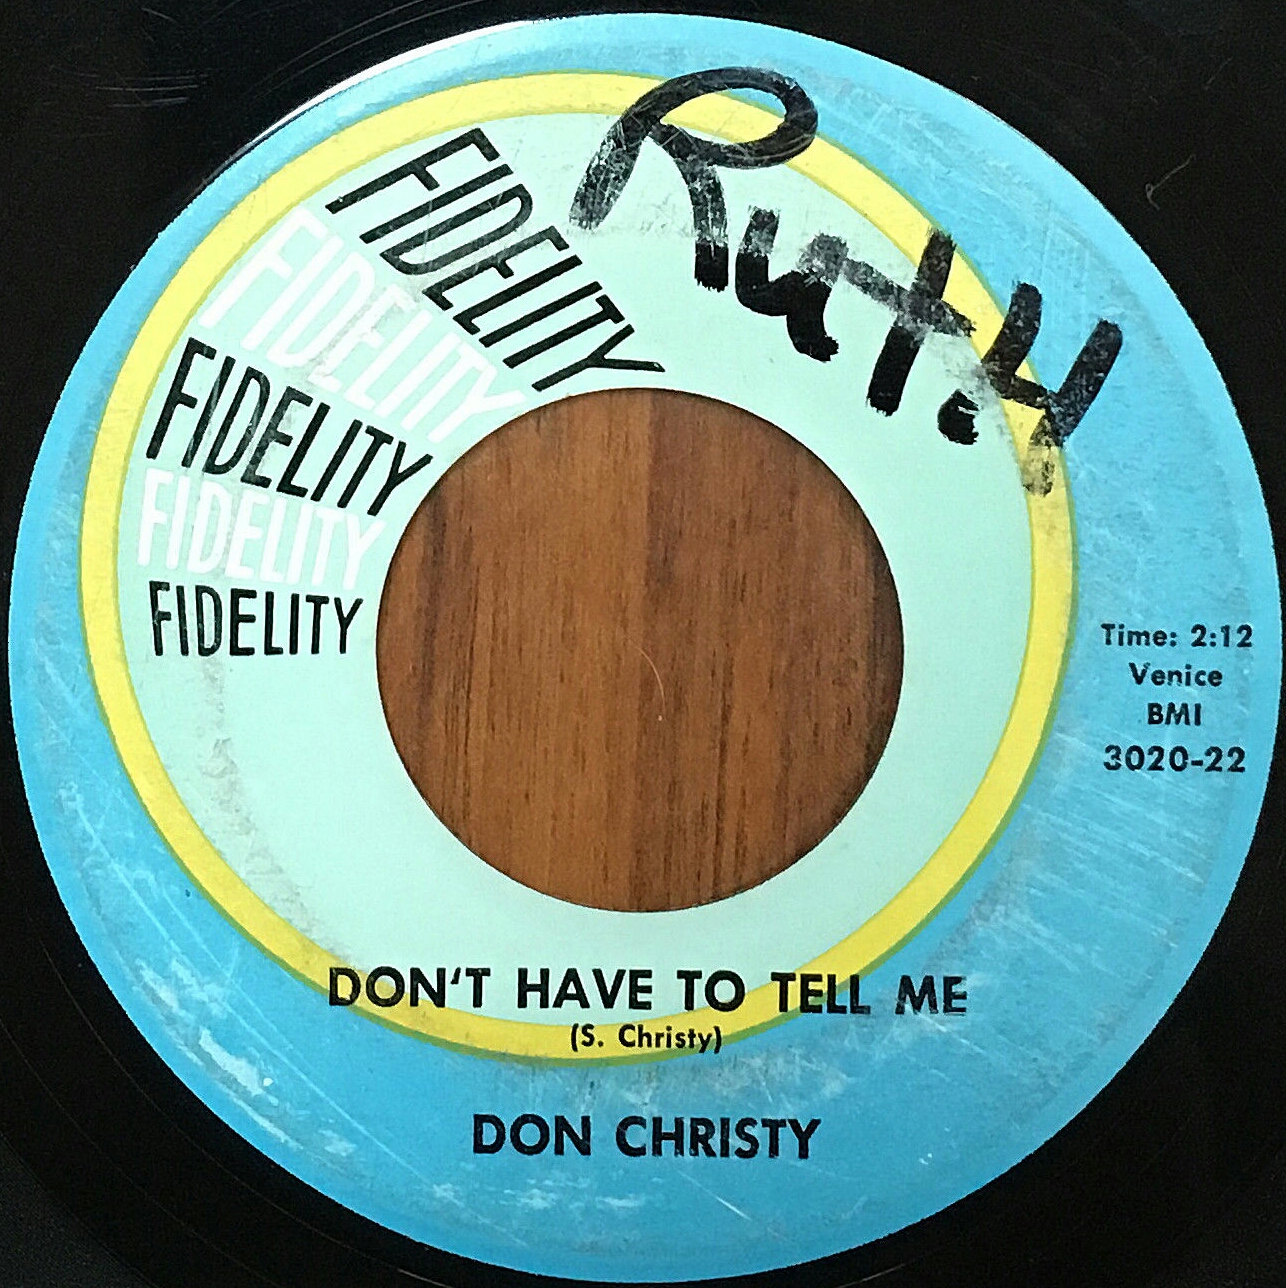 Ruth
FIDELITY
FIDELITY
FIDELITY
FIDELITY
FIDELITY
Time: 2:12
Venice
BMI
3020-22
DON'T HAVE TO TELL ME
(S. Christy)
DON CHRISTY